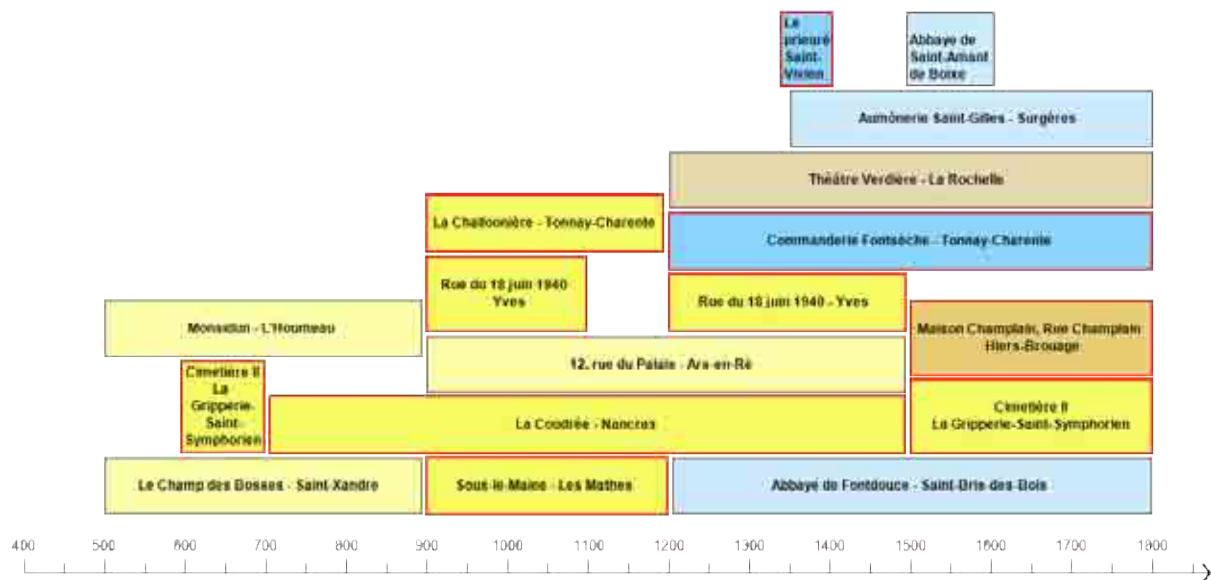 Le
prieuré
Saint-
Vivien
Abbaye de
Saint-Amant
de Boixe
Aumônerie Saint-Gilles - Surgères
Théâtre Verdière - La Rochelle
La Challonnière - Tonnay-Charente
Commanderie Fontsèche - Tonnay-Charente
Rue du 18 juin 1940
Yves
Rue du 18 juin 1940 - Yves
Monsidun - L'Houmeau
Maison Champlain, Rue Champlain
Hiers-Brouage
12, rue du Palais - Ars-en-Ré
Cimetière II
La
Gripperie-
Saint-
Symphorien
La Coudrée - Nancras
Cimetière II
La Gripperie-Saint-Symphorien
Le Champ des Bosses - Saint-Xandre
Sous-le-Maine - Les Mathes
Abbaye de Fontdouce - Saint-Bris-des-Bois
400 500 600 700 800 900 1000 1100 1200 1300 1400 1500 1600 1700 1800